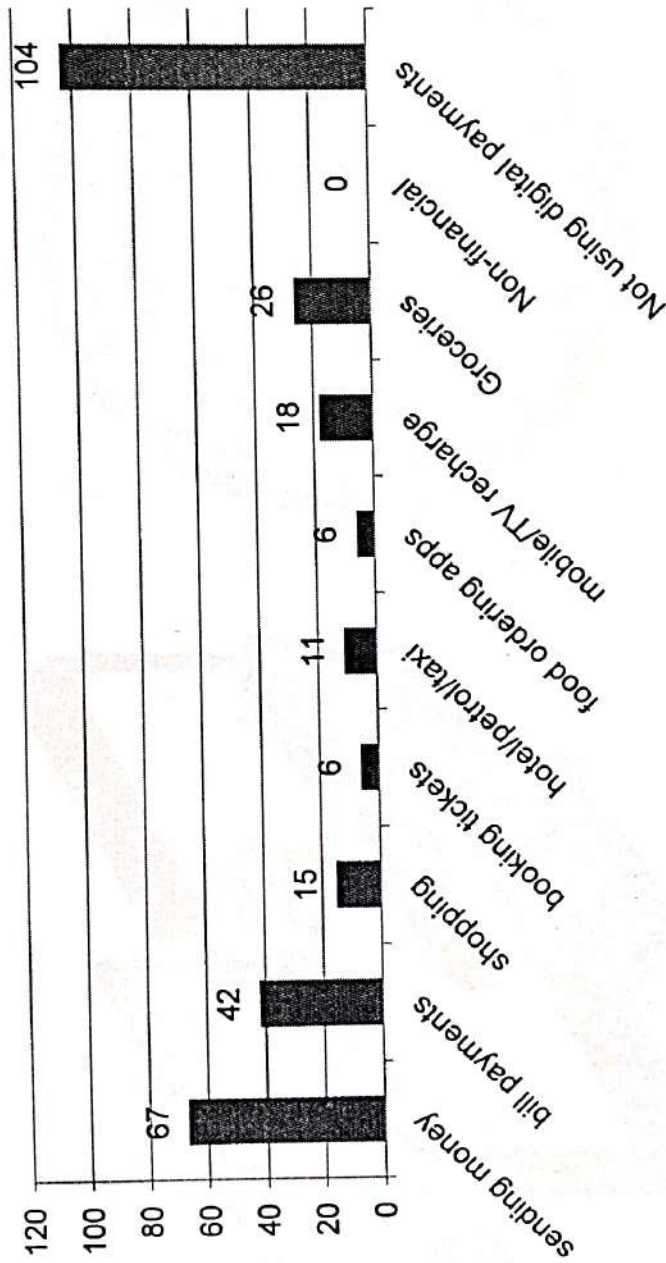 120
100
80
60
40
20
0
67
42
15
6
11
6
18
26
0
104
sending money
bill payments
shopping
booking tickets
hotel/petrol/taxi
food ordering apps
mobile/TV recharge
Groceries
Non-financial
Not using digital payments